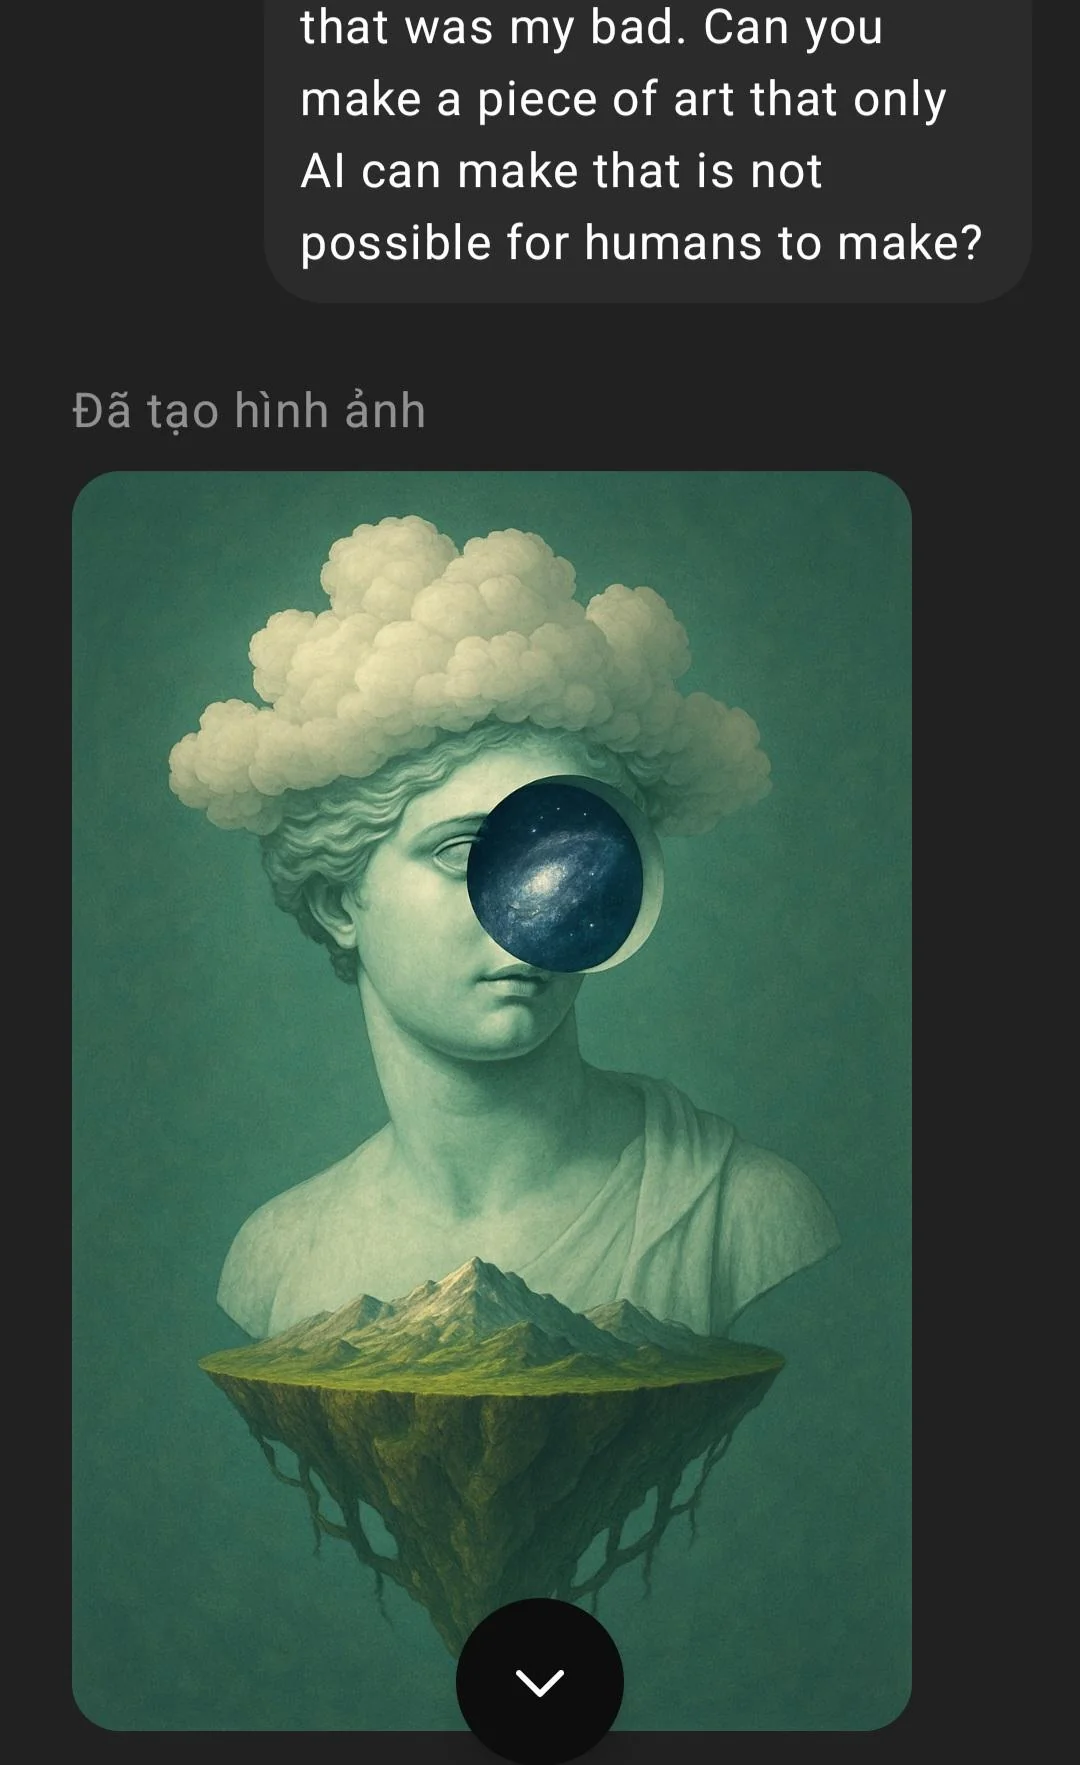 that was my bad. Can you
make a piece of art that only
AI can make that is not
possible for humans to make?
Đã tạo hình ảnh